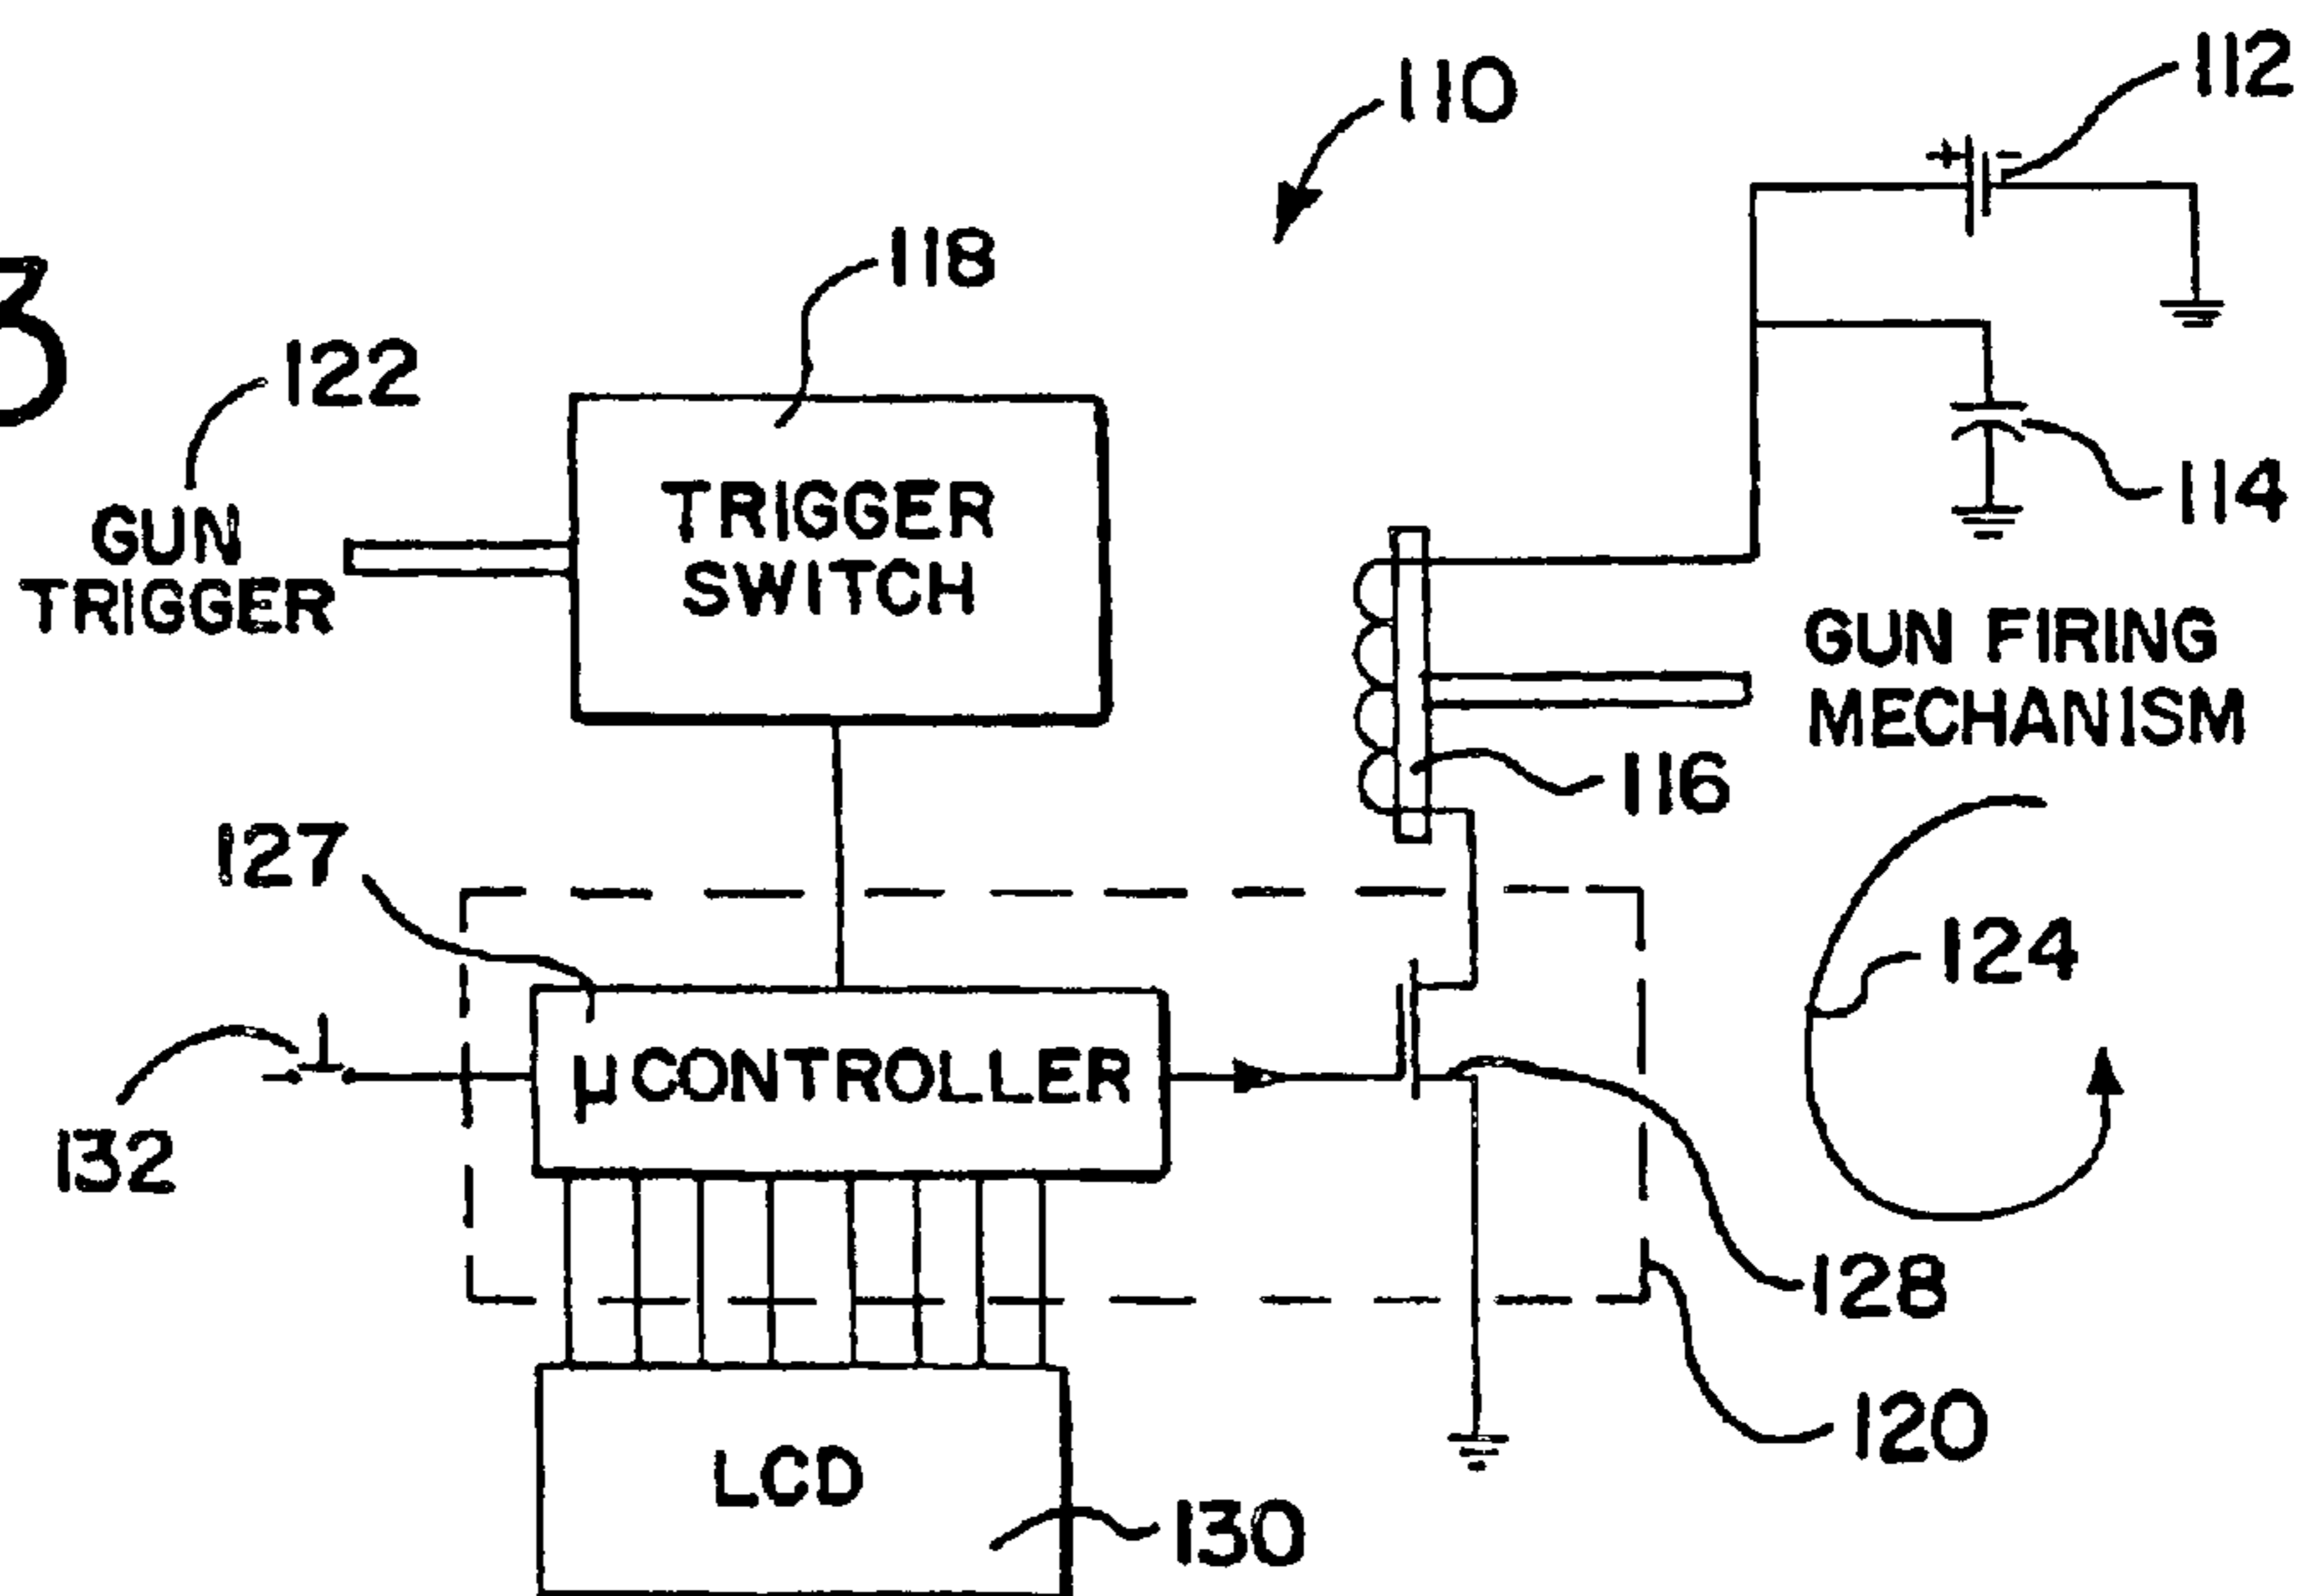 3
110
112
118
122
GUN
TRIGGER
TRIGGER
SWITCH
+ -
114
GUN FIRING
MECHANISM
116
127
124
µCONTROLLER
132
128
120
LCD
130